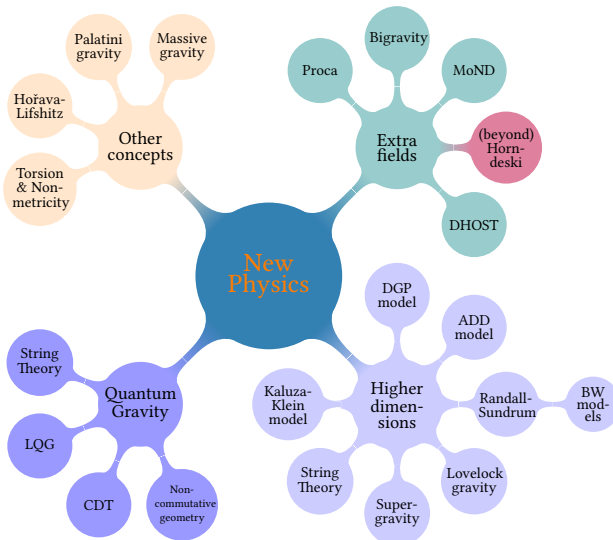 Palatini
gravity
Massive
gravity
Hořava-
Lifshitz
Other
concepts
Torsion
& Non-
metricity
Bigravity
Proca
MoND
Extra
fields
(beyond)
Horn-
deski
DHOST
New
Physics
String
Theory
Quantum
Gravity
LQG
CDT
Non-
commutative
geometry
DGP
model
ADD
model
Kaluza-
Klein
model
Higher
dimen-
sions
Randall-
Sundrum
BW
mod-
els
String
Theory
Super-
gravity
Lovelock
gravity